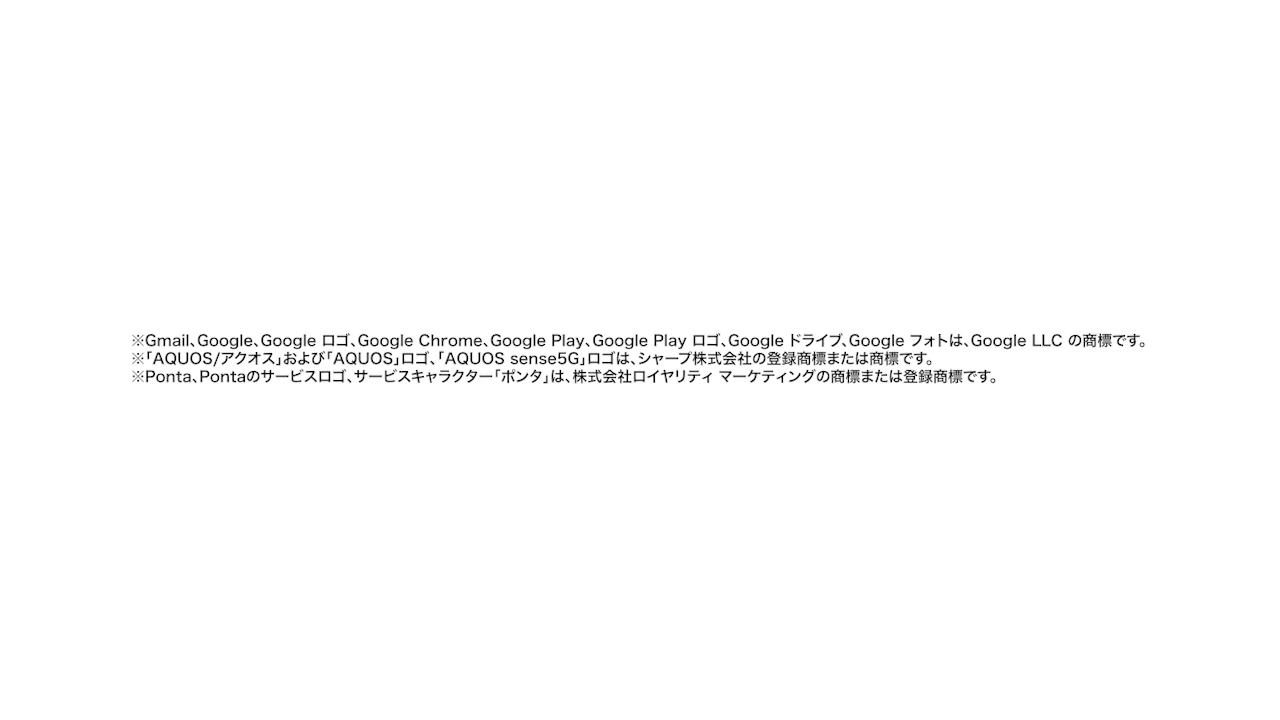 ※Gmail、Google、Google ロゴ、Google Chrome、Google Play、Google Play ロゴ、Google ドライブ、Google フォトは、Google LLC の商標です。
※「AQUOS/アクオス」および「AQUOS」ロゴ、「AQUOS sense5G」ロゴは、シャープ株式会社の登録商標または商標です。
※Ponta、Pontaのサービスロゴ、サービスキャラクター「ポンタ」は、株式会社ロイヤリティ マーケティングの商標または登録商標です。